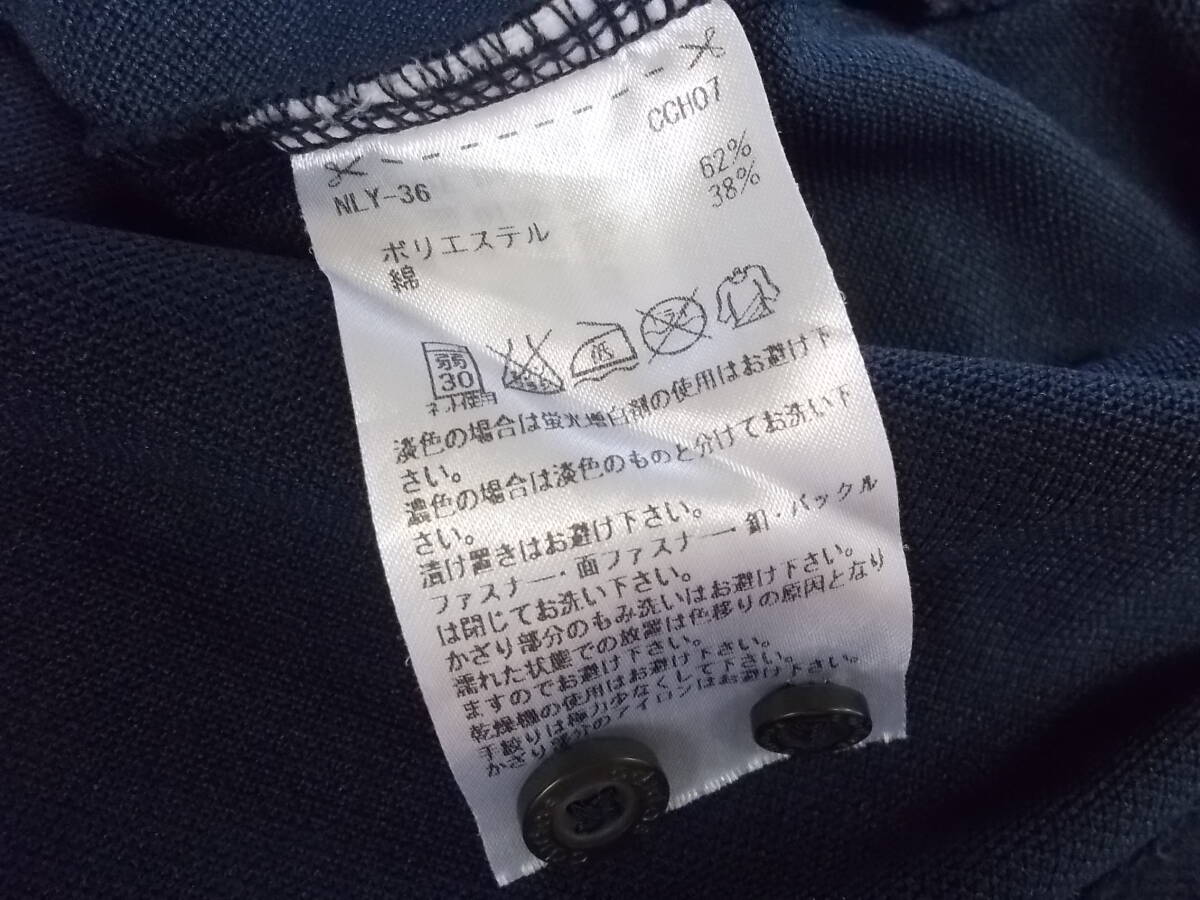 CCH07
NLY-36
ポリエステル 62%
綿 38%
弱
30
ネット使用
低
淡色の場合は蛍光増白剤の使用はお避け下
さい。
濃色の場合は淡色のものと分けてお洗い下
さい。
漬け置きはお避け下さい。
ファスナー・面ファスナー・釦・バックル
は閉じてお洗い下さい。
かざり部分のもみ洗いはお避け下さい。
濡れた状態での放置は色移りの原因となり
ますのでお避け下さい。
乾燥機の使用はお避け下さい。
手絞りは極力少なくして下さい。
かざり部分のアイロンはお避け下さい。